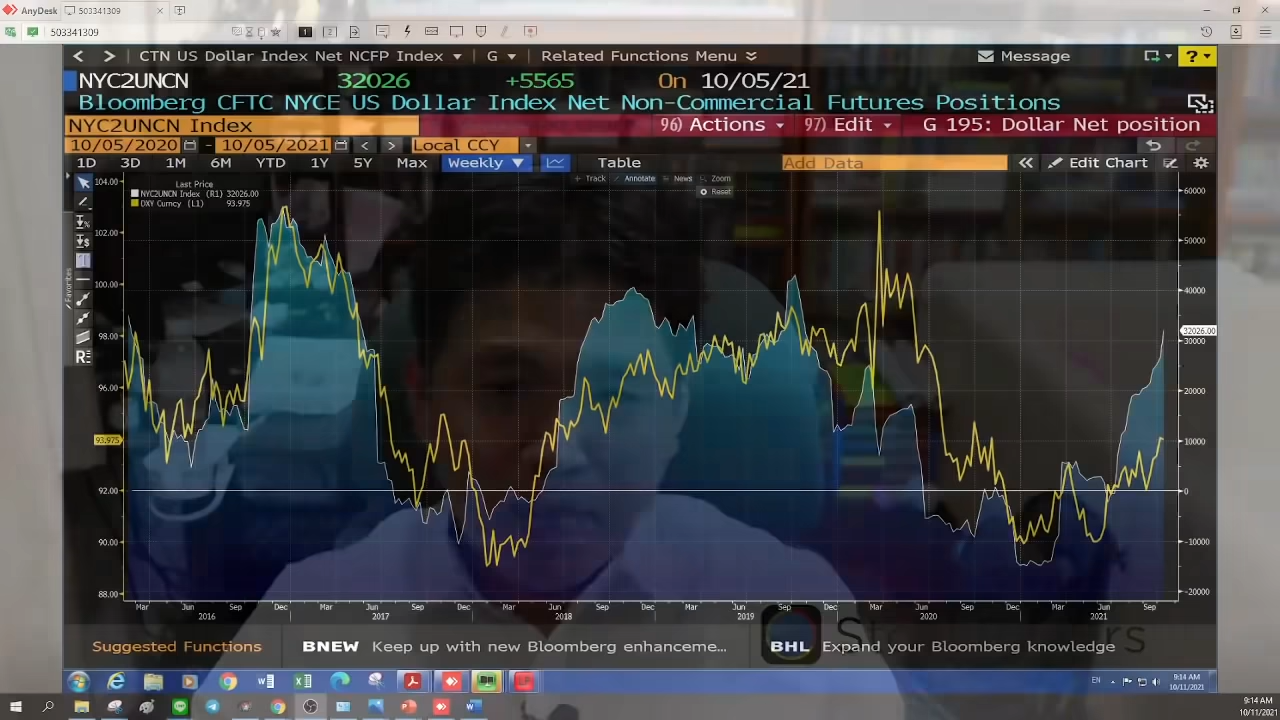 AnyDesk 503341309
503341309
CTN US Dollar Index Net NCFP Index G Related Functions Menu Message ?
NYC2UNCN 32026 +5565 On 10/05/21
Bloomberg CFTC NYCE US Dollar Index Net Non-Commercial Futures Positions
NYC2UNCN Index 96) Actions 97) Edit G 195: Dollar Net position
10/05/2020 - 10/05/2021 Local CCY
1D 3D 1M 6M YTD 1Y 5Y Max Weekly Table Add Data Edit Chart
Track Annotate News Zoom
Reset
Last Price
NYC2UNCN Index (R1) 32026.00
DXY Curncy (L1) 93.975
104.00
102.00
100.00
98.00
96.00
93.975
92.00
90.00
88.00
60000
50000
40000
32026.00
30000
20000
10000
0
-10000
-20000
Favorites
Mar Jun Sep Dec Mar Jun Sep Dec Mar Jun Sep Dec Mar Jun Sep Dec Mar Jun Sep Dec Mar Jun Sep
2016 2017 2018 2019 2020 2021
Suggested Functions BNEW Keep up with new Bloomberg enhanceme... BHL Expand your Bloomberg knowledge
EN 9:14 AM
10/11/2021
9:14 AM
10/11/2021